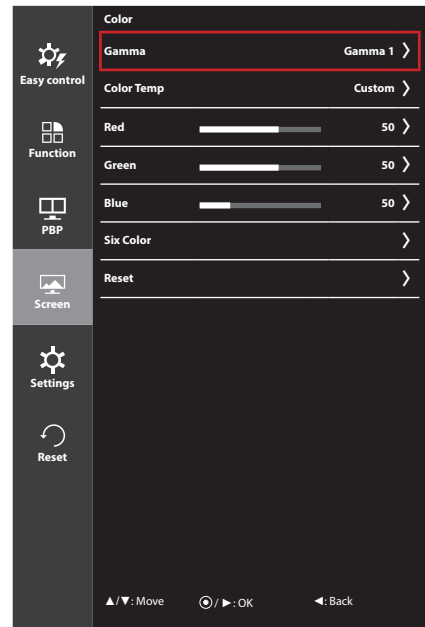 Color
Gamma Gamma 1
Easy control
Color Temp Custom
Red 50
Function
Green 50
Blue 50
PBP
Six Color
Reset
Screen
Settings
Reset
▲/▼: Move ◉/ ►: OK ◄: Back